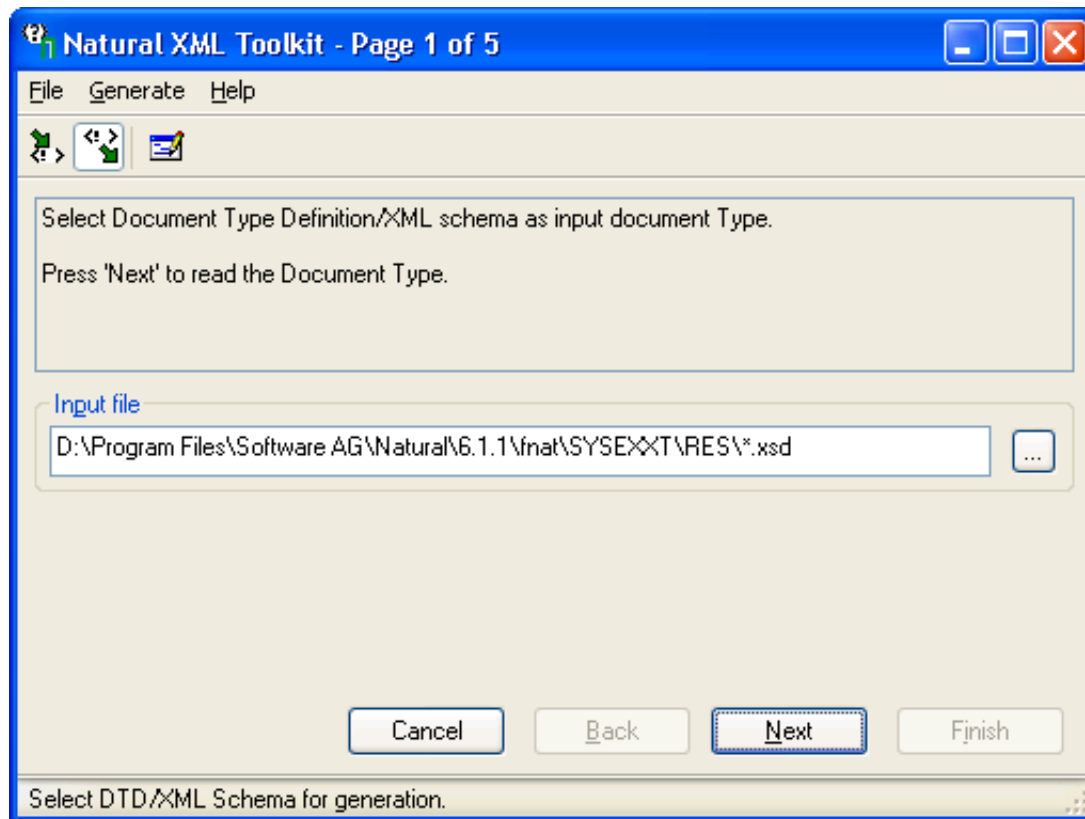 Natural XML Toolkit - Page 1 of 5
File Generate Help
Select Document Type Definition/XML schema as input document Type.
Press 'Next' to read the Document Type.
Input file
D:\Program Files\Software AG\Natural\6.1.1\fnat\SYSEXXT\RES\*.xsd
...
Cancel Back Next Finish
Select DTD/XML Schema for generation.